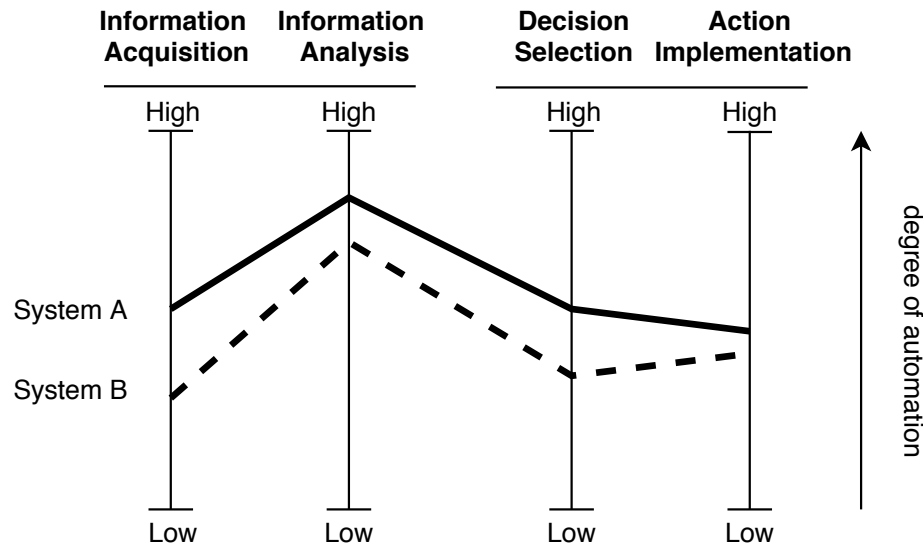 Information
Acquisition
Information
Analysis
Decision
Selection
Action
Implementation
High
High
High
High
System A
System B
Low
Low
Low
Low
degree of automation